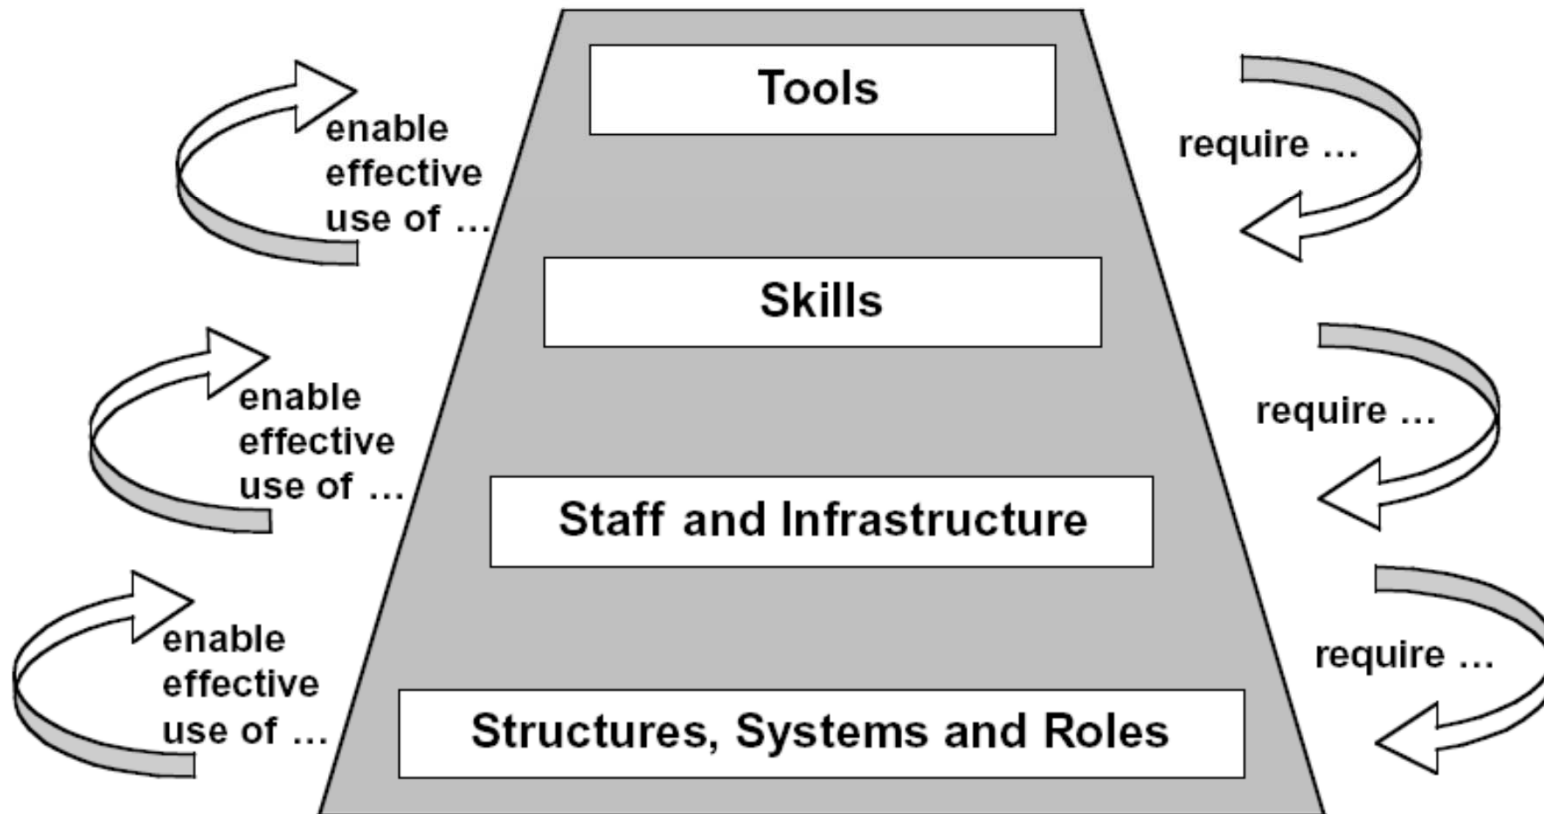 Tools
enable
effective
use of …
require …
Skills
enable
effective
use of …
require …
Staff and Infrastructure
enable
effective
use of …
require …
Structures, Systems and Roles